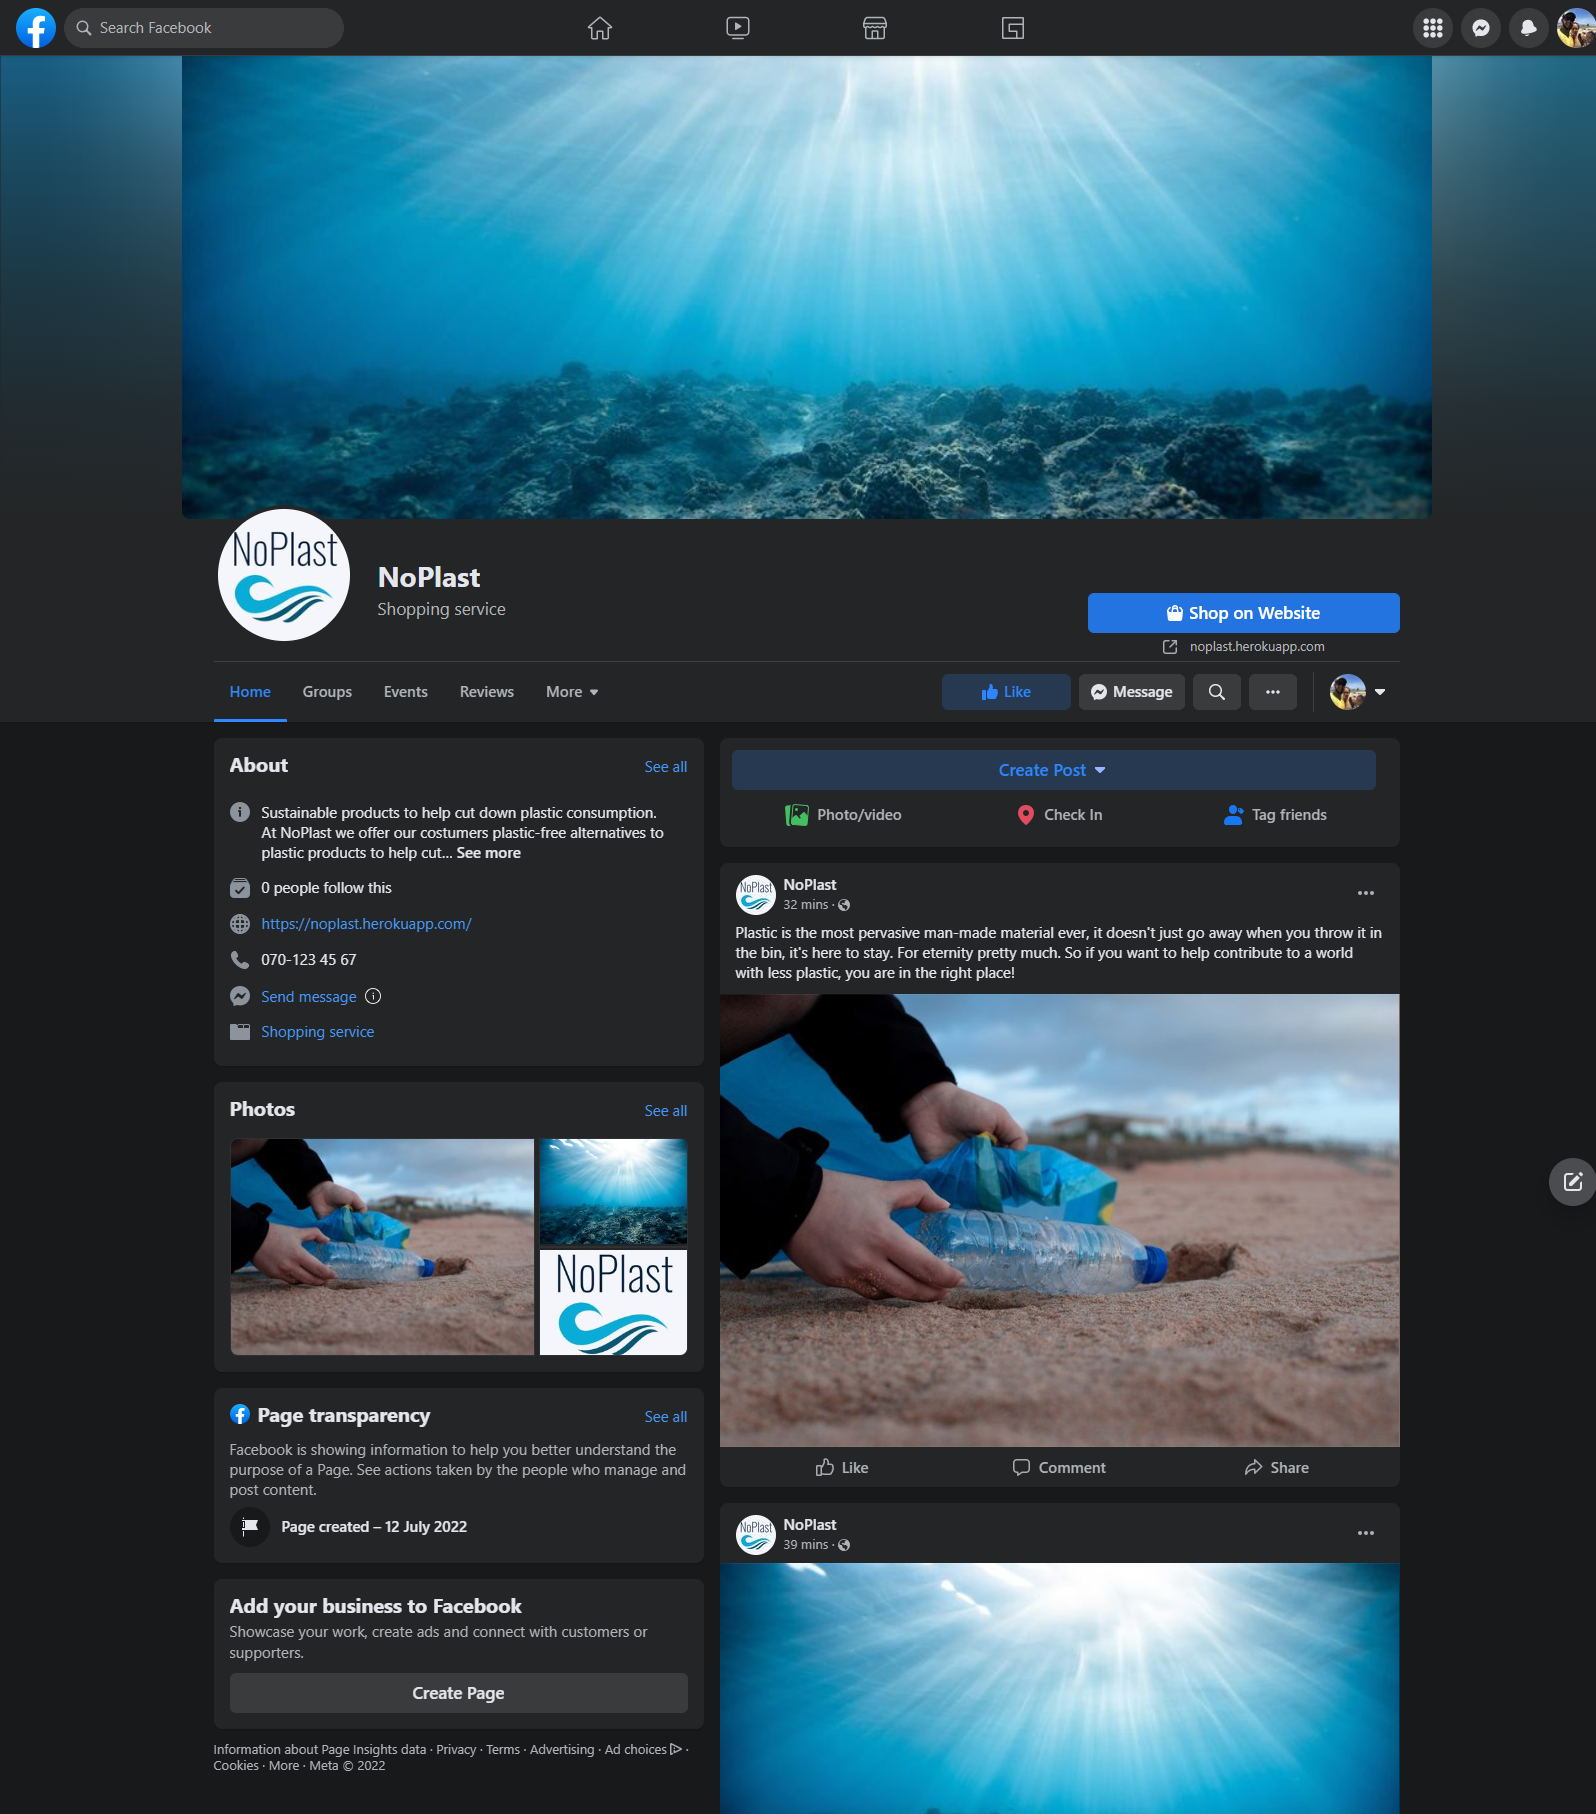 Search Facebook
NoPlast
NoPlast
Shopping service
Shop on Website
noplast.herokuapp.com
Home
Groups
Events
Reviews
More
Like
Message
About
See all
Sustainable products to help cut down plastic consumption.
At NoPlast we offer our costumers plastic-free alternatives to
plastic products to help cut... See more
0 people follow this
https://noplast.herokuapp.com/
070-123 45 67
Send message
Shopping service
Photos
See all
NoPlast
Page transparency
See all
Facebook is showing information to help you better understand the
purpose of a Page. See actions taken by the people who manage and
post content.
Page created – 12 July 2022
Add your business to Facebook
Showcase your work, create ads and connect with customers or
supporters.
Create Page
Information about Page Insights data · Privacy · Terms · Advertising · Ad choices ·
Cookies · More · Meta © 2022
Create Post
Photo/video
Check In
Tag friends
NoPlast
NoPlast
32 mins ·
Plastic is the most pervasive man-made material ever, it doesn't just go away when you throw it in
the bin, it's here to stay. For eternity pretty much. So if you want to help contribute to a world
with less plastic, you are in the right place!
Like
Comment
Share
NoPlast
NoPlast
39 mins ·